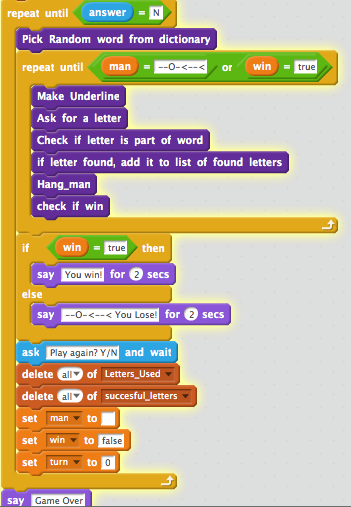 repeat until answer = N
Pick Random word from dictionary
repeat until man = --O-<--< or win = true
Make Underline
Ask for a letter
Check if letter is part of word
if letter found, add it to list of found letters
Hang_man
check if win
if win = true then
say You win! for 2 secs
else
say --O-<--< You Lose! for 2 secs
ask Play again? Y/N and wait
delete all of Letters_Used
delete all of succesful_letters
set man to
set win to false
set turn to 0
say Game Over